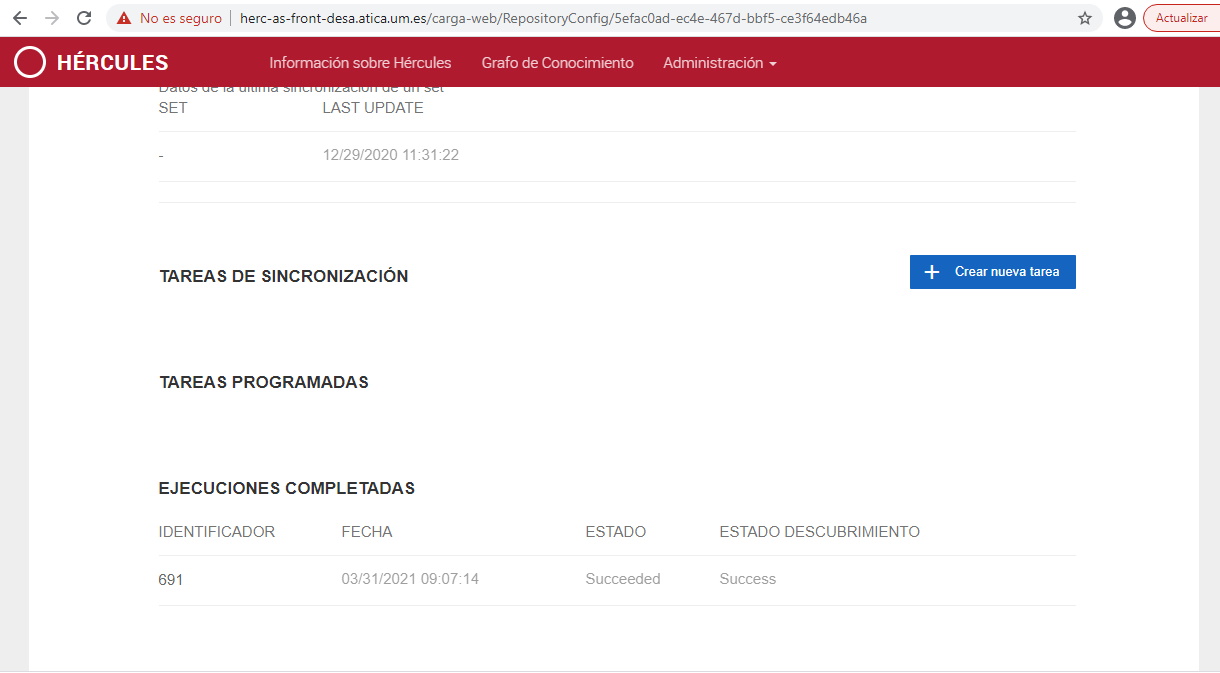 No es seguro herc-as-front-desa.atica.um.es/carga-web/RepositoryConfig/5efac0ad-ec4e-467d-bbf5-ce3f64edb46a Actualizar
HÉRCULES Información sobre Hércules Grafo de Conocimiento Administración
Datos de la última sincronización de un set
SET LAST UPDATE
- 12/29/2020 11:31:22
TAREAS DE SINCRONIZACIÓN + Crear nueva tarea
TAREAS PROGRAMADAS
EJECUCIONES COMPLETADAS
IDENTIFICADOR FECHA ESTADO ESTADO DESCUBRIMIENTO
691 03/31/2021 09:07:14 Succeeded Success